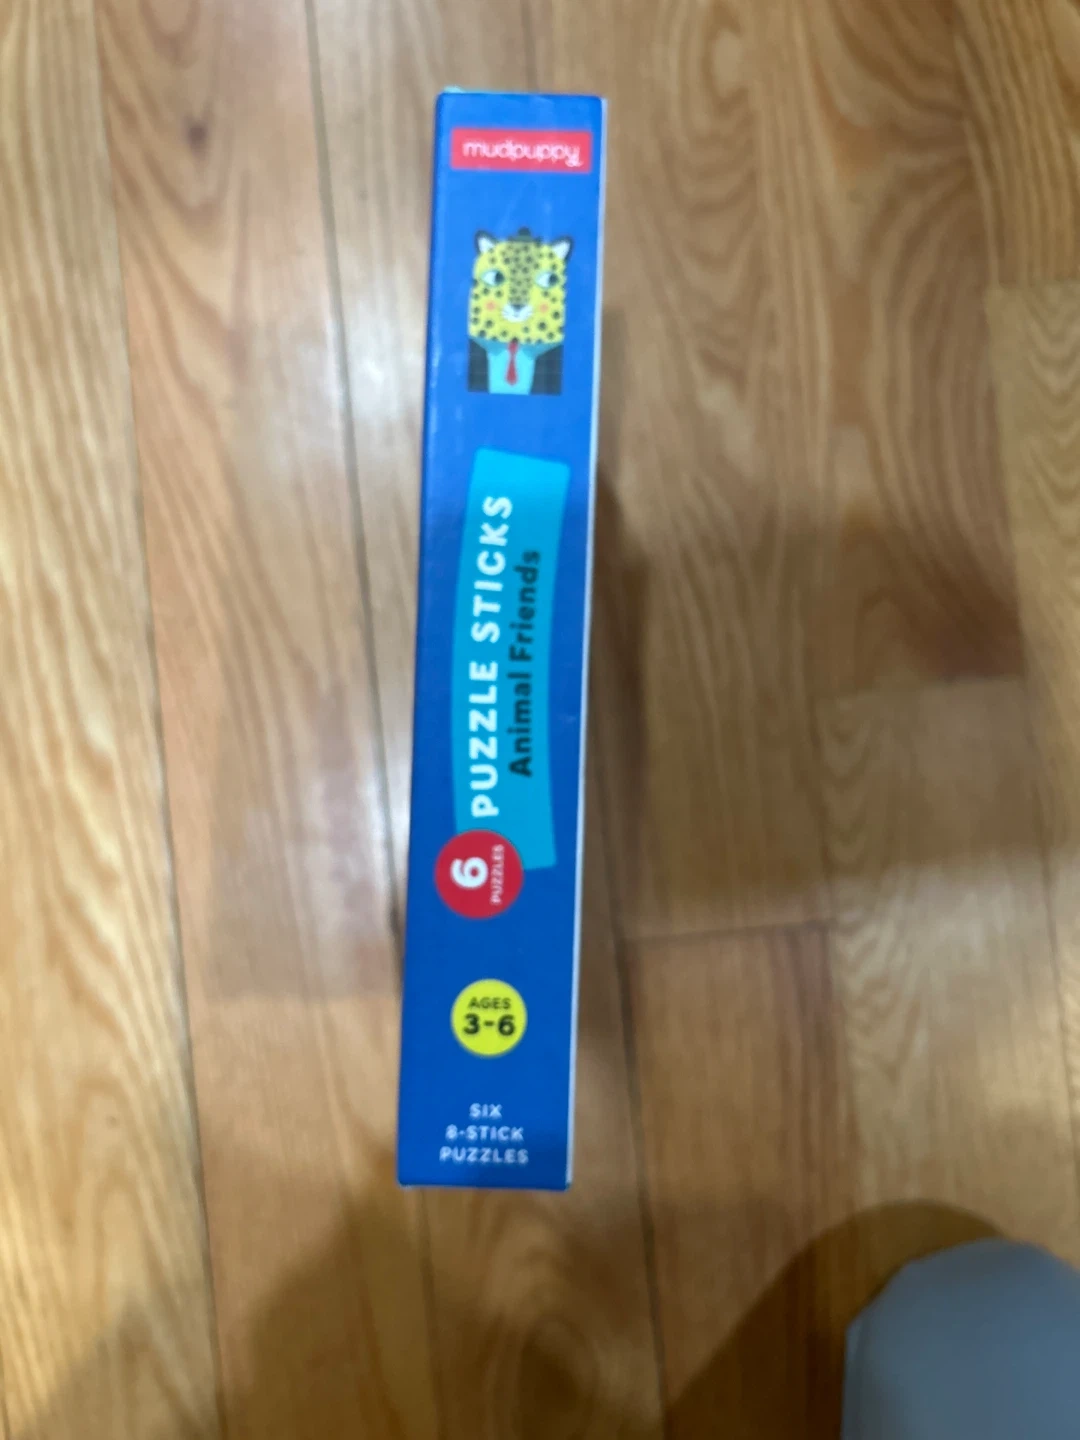 mudpuppy
PUZZLE STICKS
Animal Friends
6
PUZZLES
AGES
3-6
SIX
8-STICK
PUZZLES